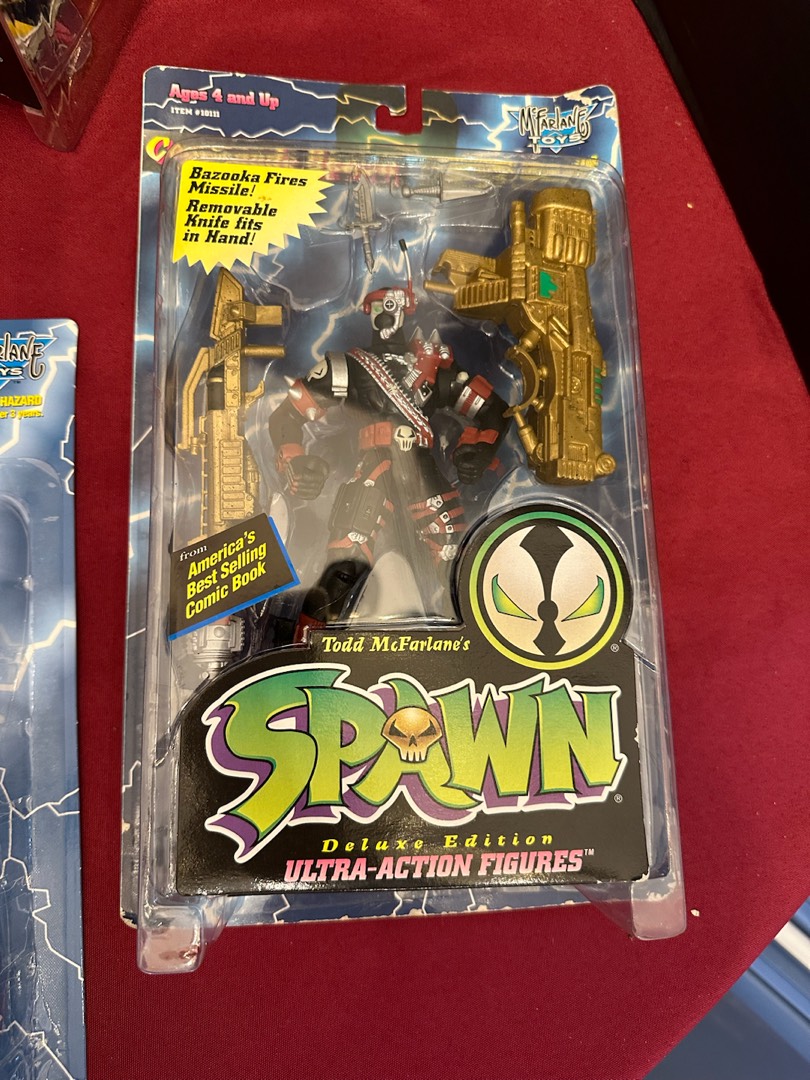 Ages 4 and Up
ITEM #10111
McFARLANE
TOYS
Bazooka Fires
Missile!
Removable
Knife fits
in Hand!
from
America's
Best Selling
Comic Book
Todd McFarlane's
SPAWN
Deluxe Edition
ULTRA-ACTION FIGURES™
®
®
HAZARD